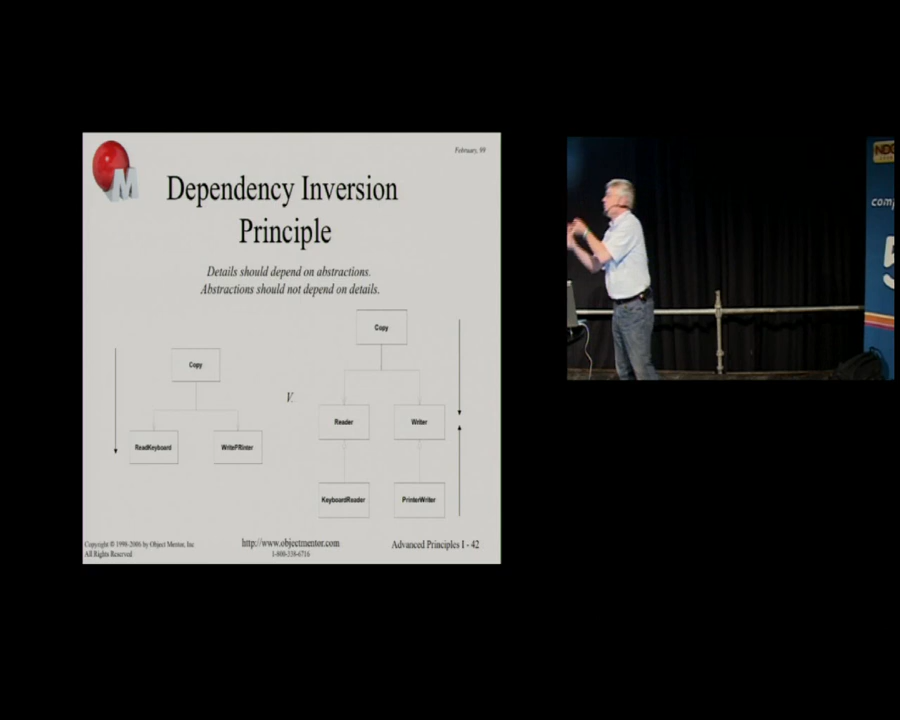 February, 99
M
Dependency Inversion
Principle
Details should depend on abstractions.
Abstractions should not depend on details.
Copy
ReadKeyboard
WritePRinter
V.
Copy
Reader
Writer
KeyboardReader
PrinterWriter
Copyright © 1998-2006 by Object Mentor, Inc
All Rights Reserved
http://www.objectmentor.com
Advanced Principles I - 42
NDC
5